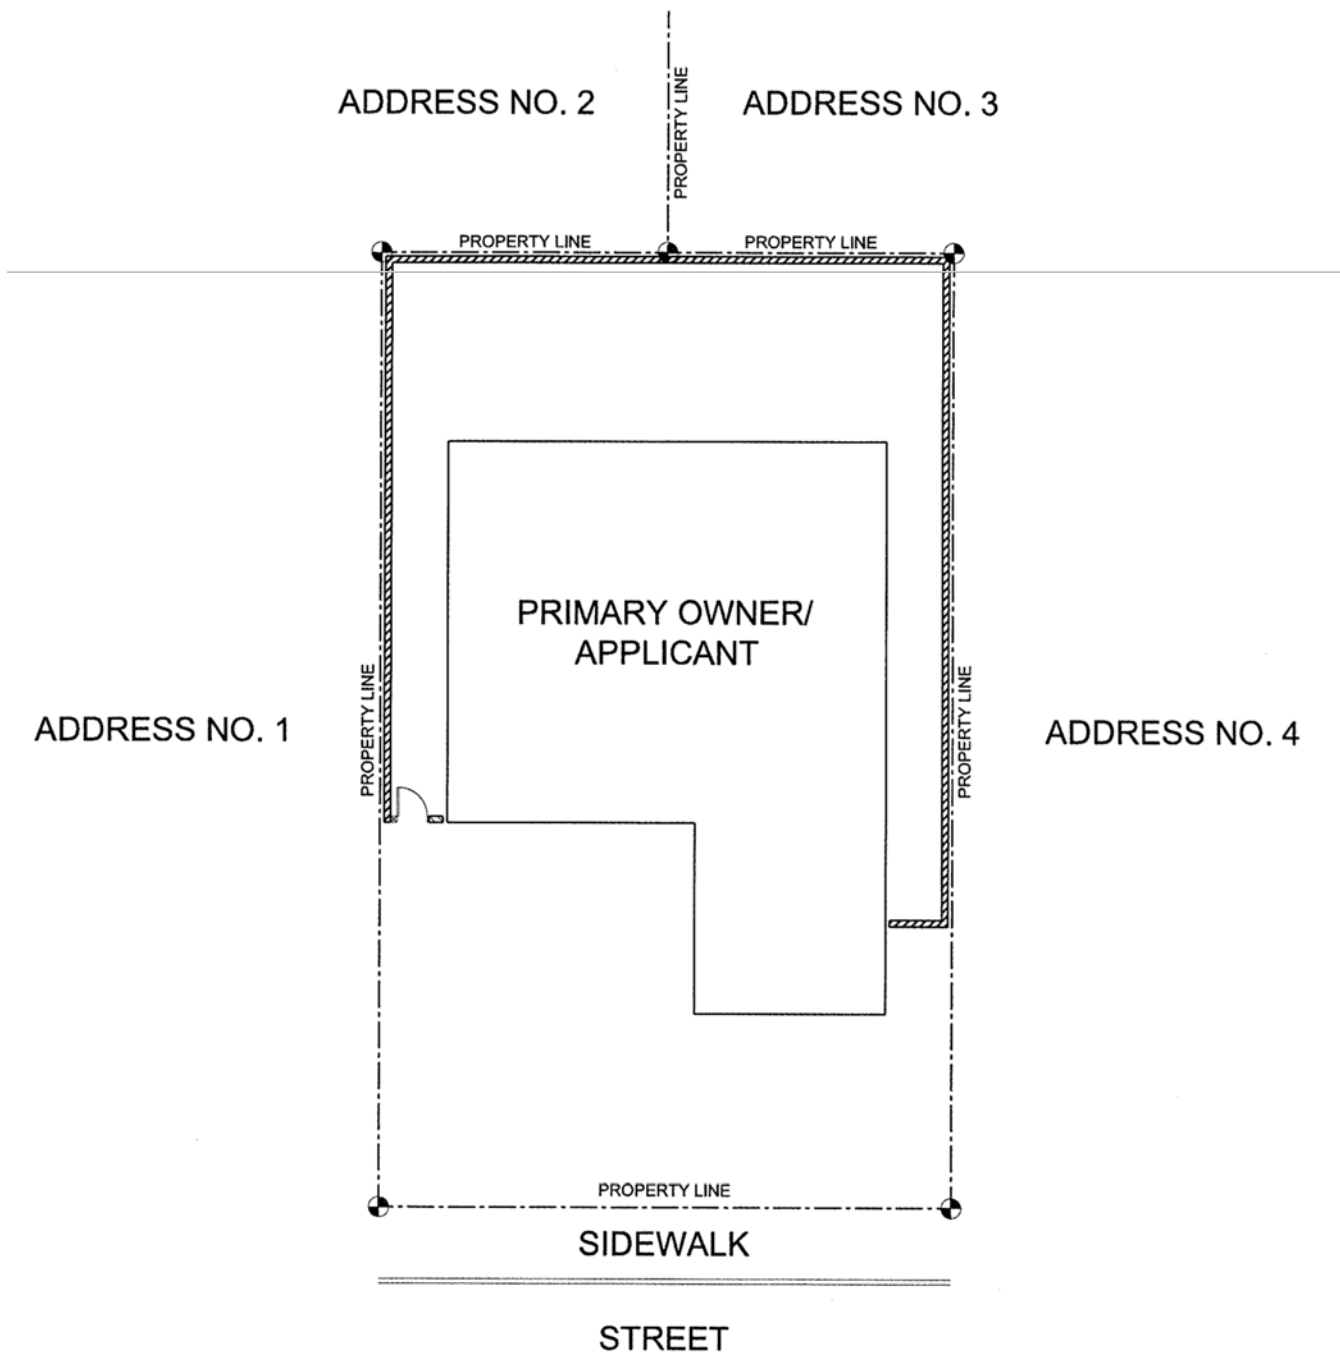 ADDRESS NO. 2
ADDRESS NO. 3
PROPERTY LINE
PROPERTY LINE
PROPERTY LINE
PRIMARY OWNER/
APPLICANT
ADDRESS NO. 1
PROPERTY LINE
PROPERTY LINE
ADDRESS NO. 4
PROPERTY LINE
SIDEWALK
STREET